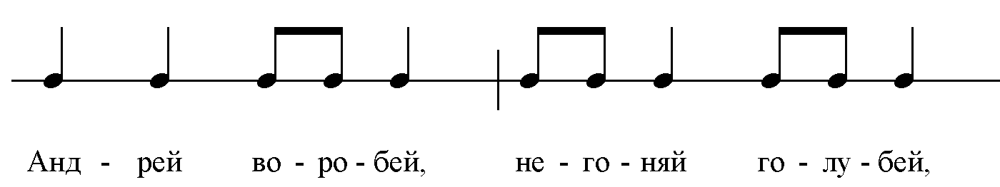 Анд - рей во - ро - бей, не - го - няй го - лу - бей,